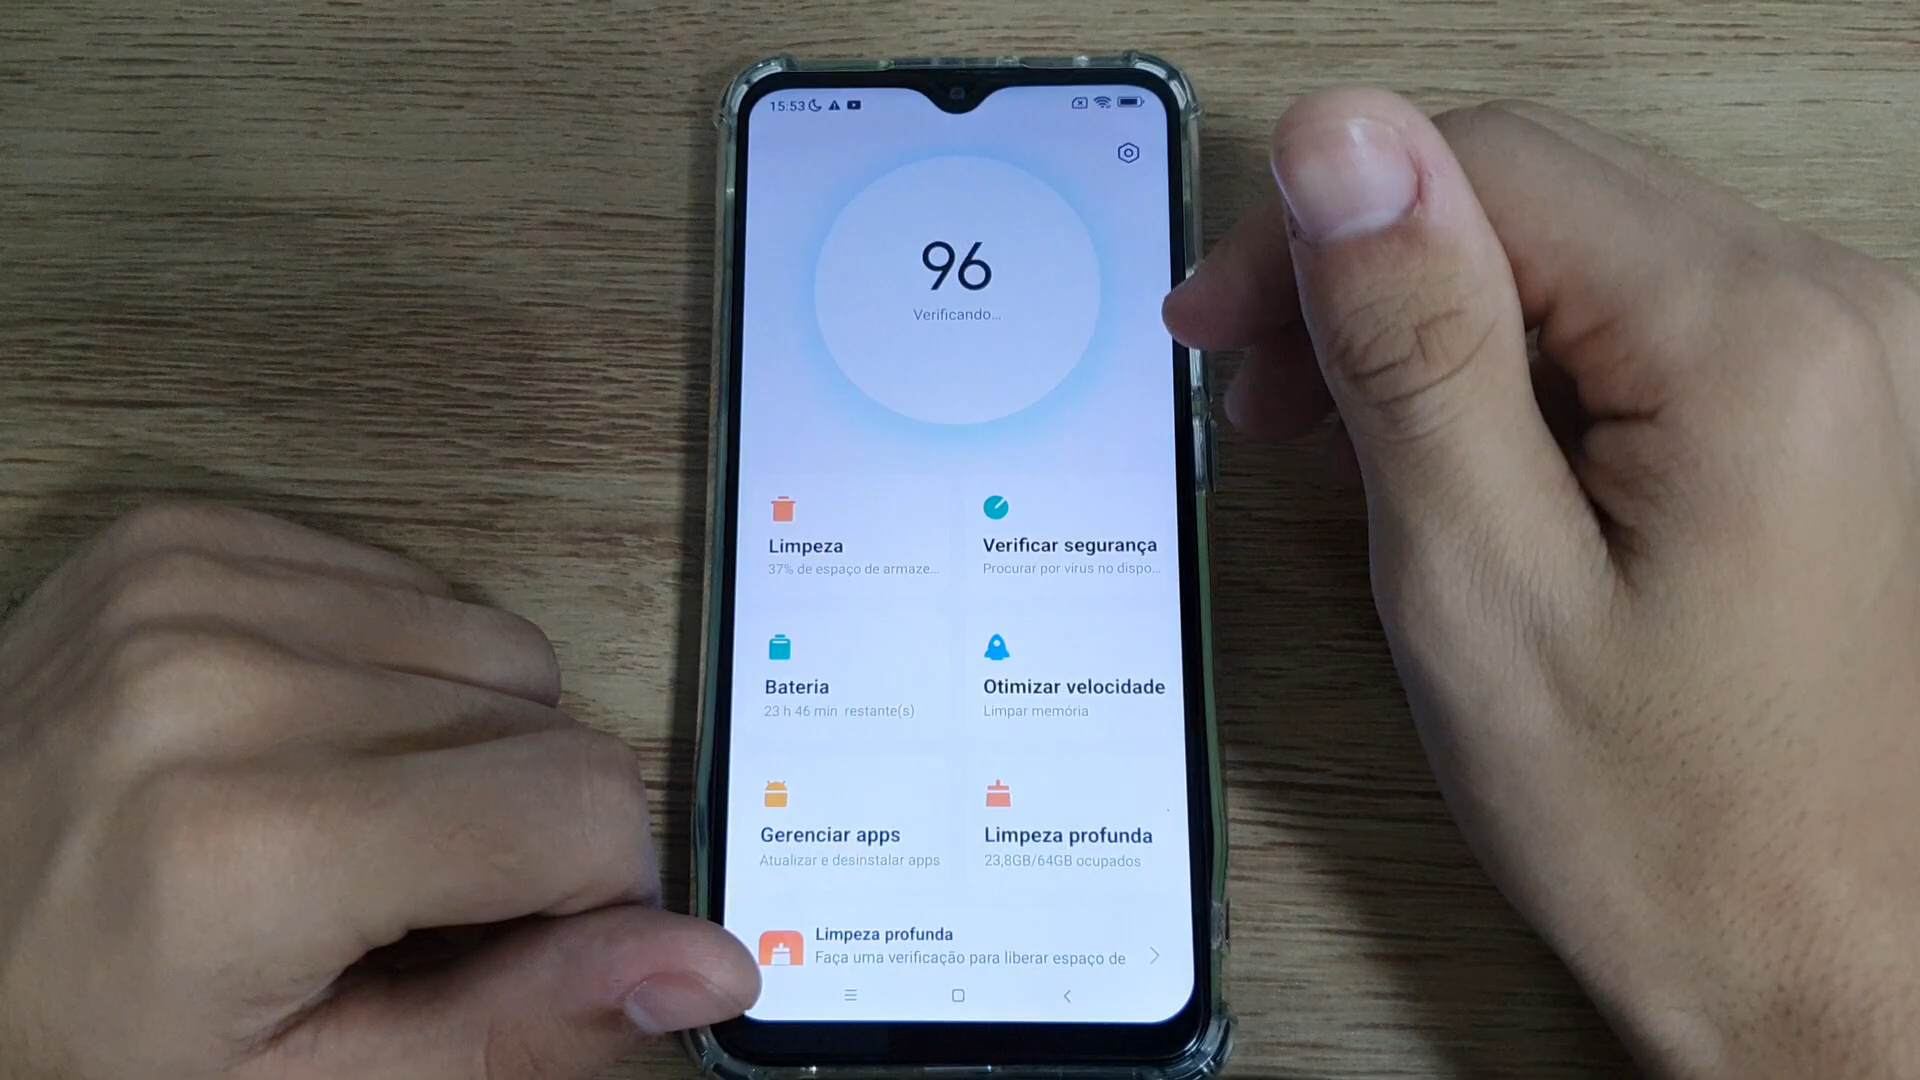 15:53
96
Verificando...
Limpeza
37% de espaço de armaze...
Verificar segurança
Procurar por vírus no dispo...
Bateria
23 h 46 min restante(s)
Otimizar velocidade
Limpar memória
Gerenciar apps
Atualizar e desinstalar apps
Limpeza profunda
23,8GB/64GB ocupados
Limpeza profunda
Faça uma verificação para liberar espaço de